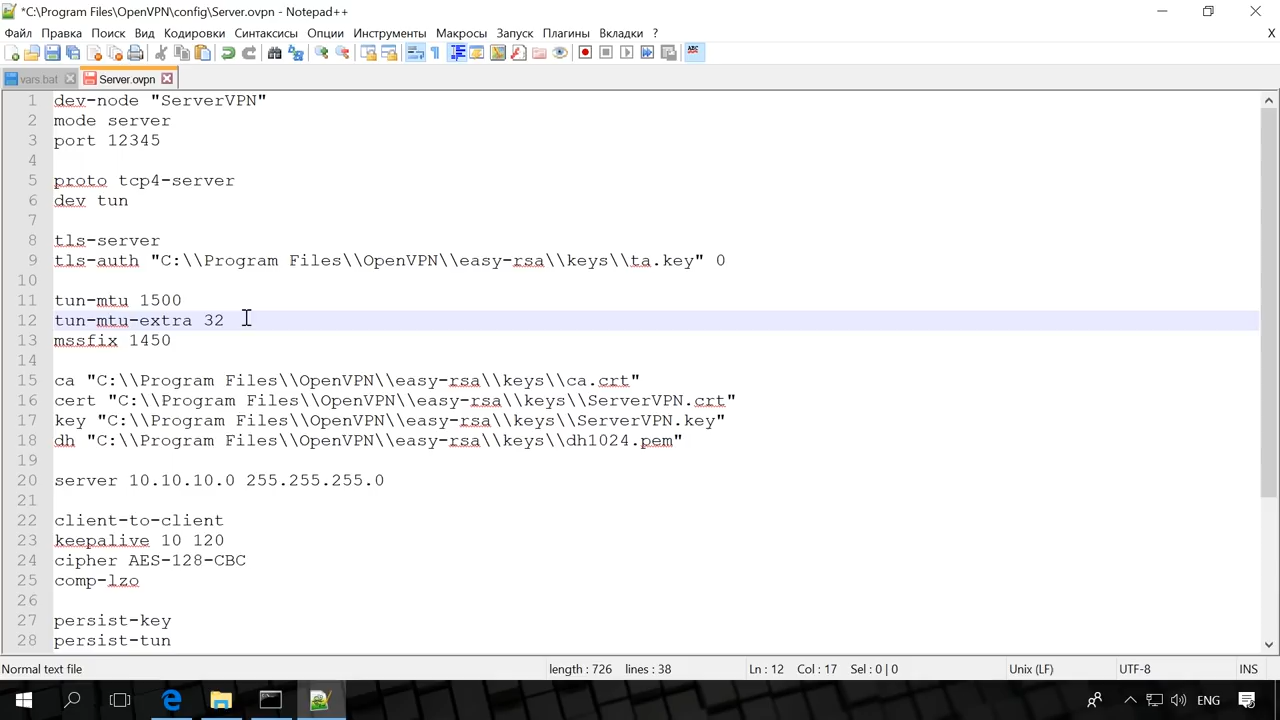 *C:\Program Files\OpenVPN\config\Server.ovpn - Notepad++
Файл Правка Поиск Вид Кодировки Синтаксисы Опции Инструменты Макросы Запуск Плагины Вкладки ? X
vars.bat Server.ovpn
1 dev-node "ServerVPN"
2 mode server
3 port 12345
4
5 proto tcp4-server
6 dev tun
7
8 tls-server
9 tls-auth "C:\\Program Files\\OpenVPN\\easy-rsa\\keys\\ta.key" 0
10
11 tun-mtu 1500
12 tun-mtu-extra 32
13 mssfix 1450
14
15 ca "C:\\Program Files\\OpenVPN\\easy-rsa\\keys\\ca.crt"
16 cert "C:\\Program Files\\OpenVPN\\easy-rsa\\keys\\ServerVPN.crt"
17 key "C:\\Program Files\\OpenVPN\\easy-rsa\\keys\\ServerVPN.key"
18 dh "C:\\Program Files\\OpenVPN\\easy-rsa\\keys\\dh1024.pem"
19
20 server 10.10.10.0 255.255.255.0
21
22 client-to-client
23 keepalive 10 120
24 cipher AES-128-CBC
25 comp-lzo
26
27 persist-key
28 persist-tun
Normal text file length : 726 lines : 38 Ln : 12 Col : 17 Sel : 0 | 0 Unix (LF) UTF-8 INS
ENG